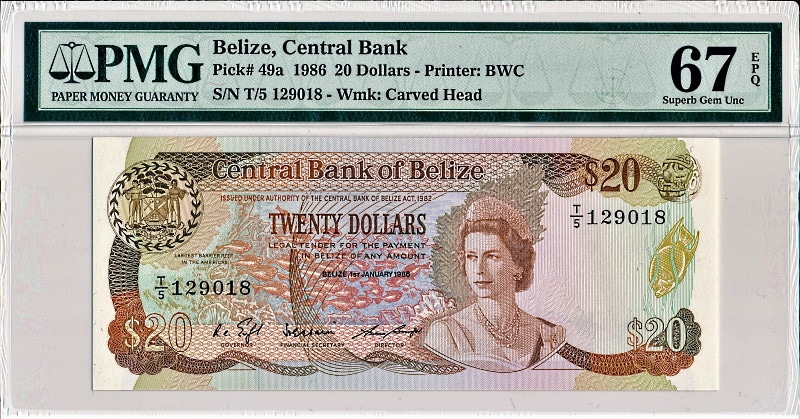 PMG
PAPER MONEY GUARANTY
Belize, Central Bank
Pick# 49a 1986 20 Dollars - Printer: BWC
S/N T/5 129018 - Wmk: Carved Head
67
EPQ
Superb Gem Unc
Central Bank of Belize
$20
ISSUED UNDER AUTHORITY OF THE CENTRAL BANK OF BELIZE ACT, 1982
TWENTY DOLLARS
T/5 129018
LEGAL TENDER FOR THE PAYMENT
IN BELIZE OF ANY AMOUNT
LARGEST BARRIER REEF
IN THE AMERICAS
BELIZE, 1st JANUARY 1986
T/5 129018
$20
GOVERNOR
FINANCIAL SECRETARY
DIRECTOR
$20